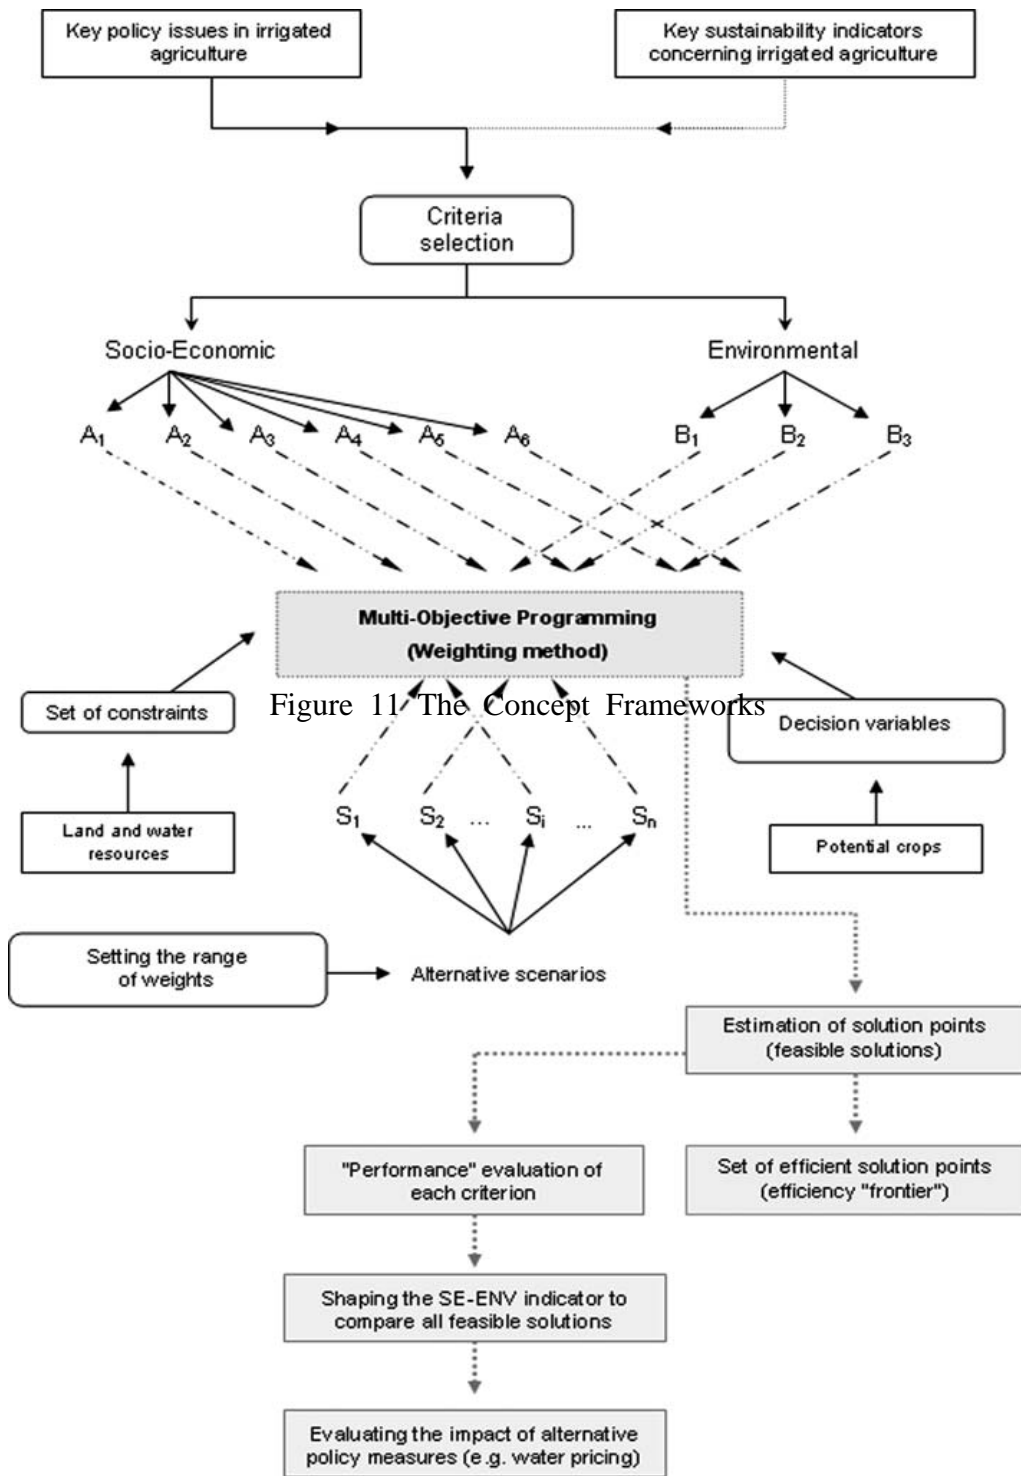 Key policy issues in irrigated
agriculture
Key sustainability indicators
concerning irrigated agriculture
Criteria
selection
Socio-Economic
Environmental
A1 A2 A3 A4 A5 A6 B1 B2 B3
Multi-Objective Programming
(Weighting method)
Figure 11 The Concept Frameworks
Set of constraints
Decision variables
S1 S2 ... Si ... Sn
Land and water
resources
Potential crops
Setting the range
of weights
Alternative scenarios
Estimation of solution points
(feasible solutions)
"Performance" evaluation of
each criterion
Set of efficient solution points
(efficiency "frontier")
Shaping the SE-ENV indicator to
compare all feasible solutions
Evaluating the impact of alternative
policy measures (e.g. water pricing)